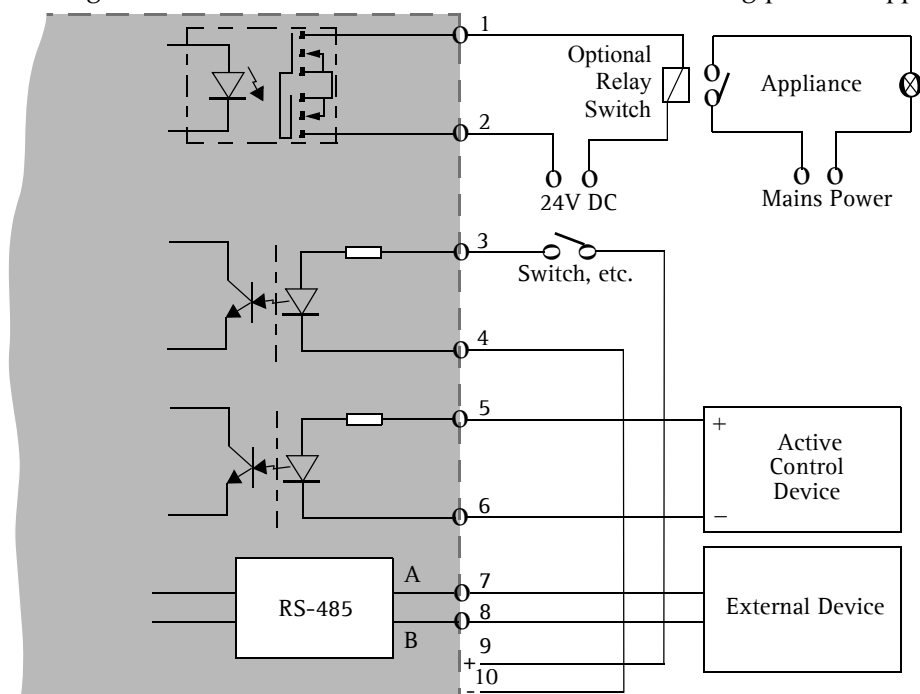 1
Optional
Relay
Switch
Appliance
2
24V DC
Mains Power
3
Switch, etc.
4
5
+
Active
Control
Device
6
−
A
7
RS-485
External Device
8
B
9
+
10
-